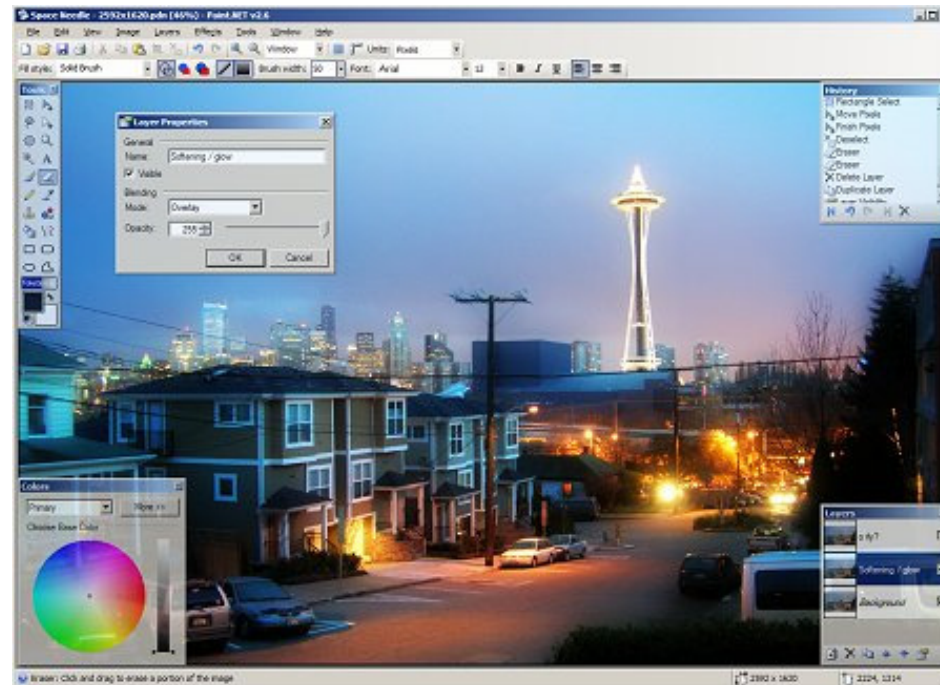 Space Needle - 2592x1620.pdn (46%) - Paint.NET v2.6
File Edit View Image Layers Effects Tools Window Help
Window Units: Pixels
Fill style: Solid Brush Brush width: 50 Font: Arial 12 B I U
Tools
Layer Properties
General
Name: Softening / glow
Visible
Blending
Mode: Overlay
Opacity: 255
OK Cancel
History
Rectangle Select
Move Pixels
Finish Pixels
Deselect
Eraser
Eraser
Delete Layer
Duplicate Layer
Layer Visibility
Colors
Primary More >>
Choose Base Color
Layers
Softening / glow
Background
Eraser: Click and drag to erase a portion of the image
2592 x 1620
2224, 1314